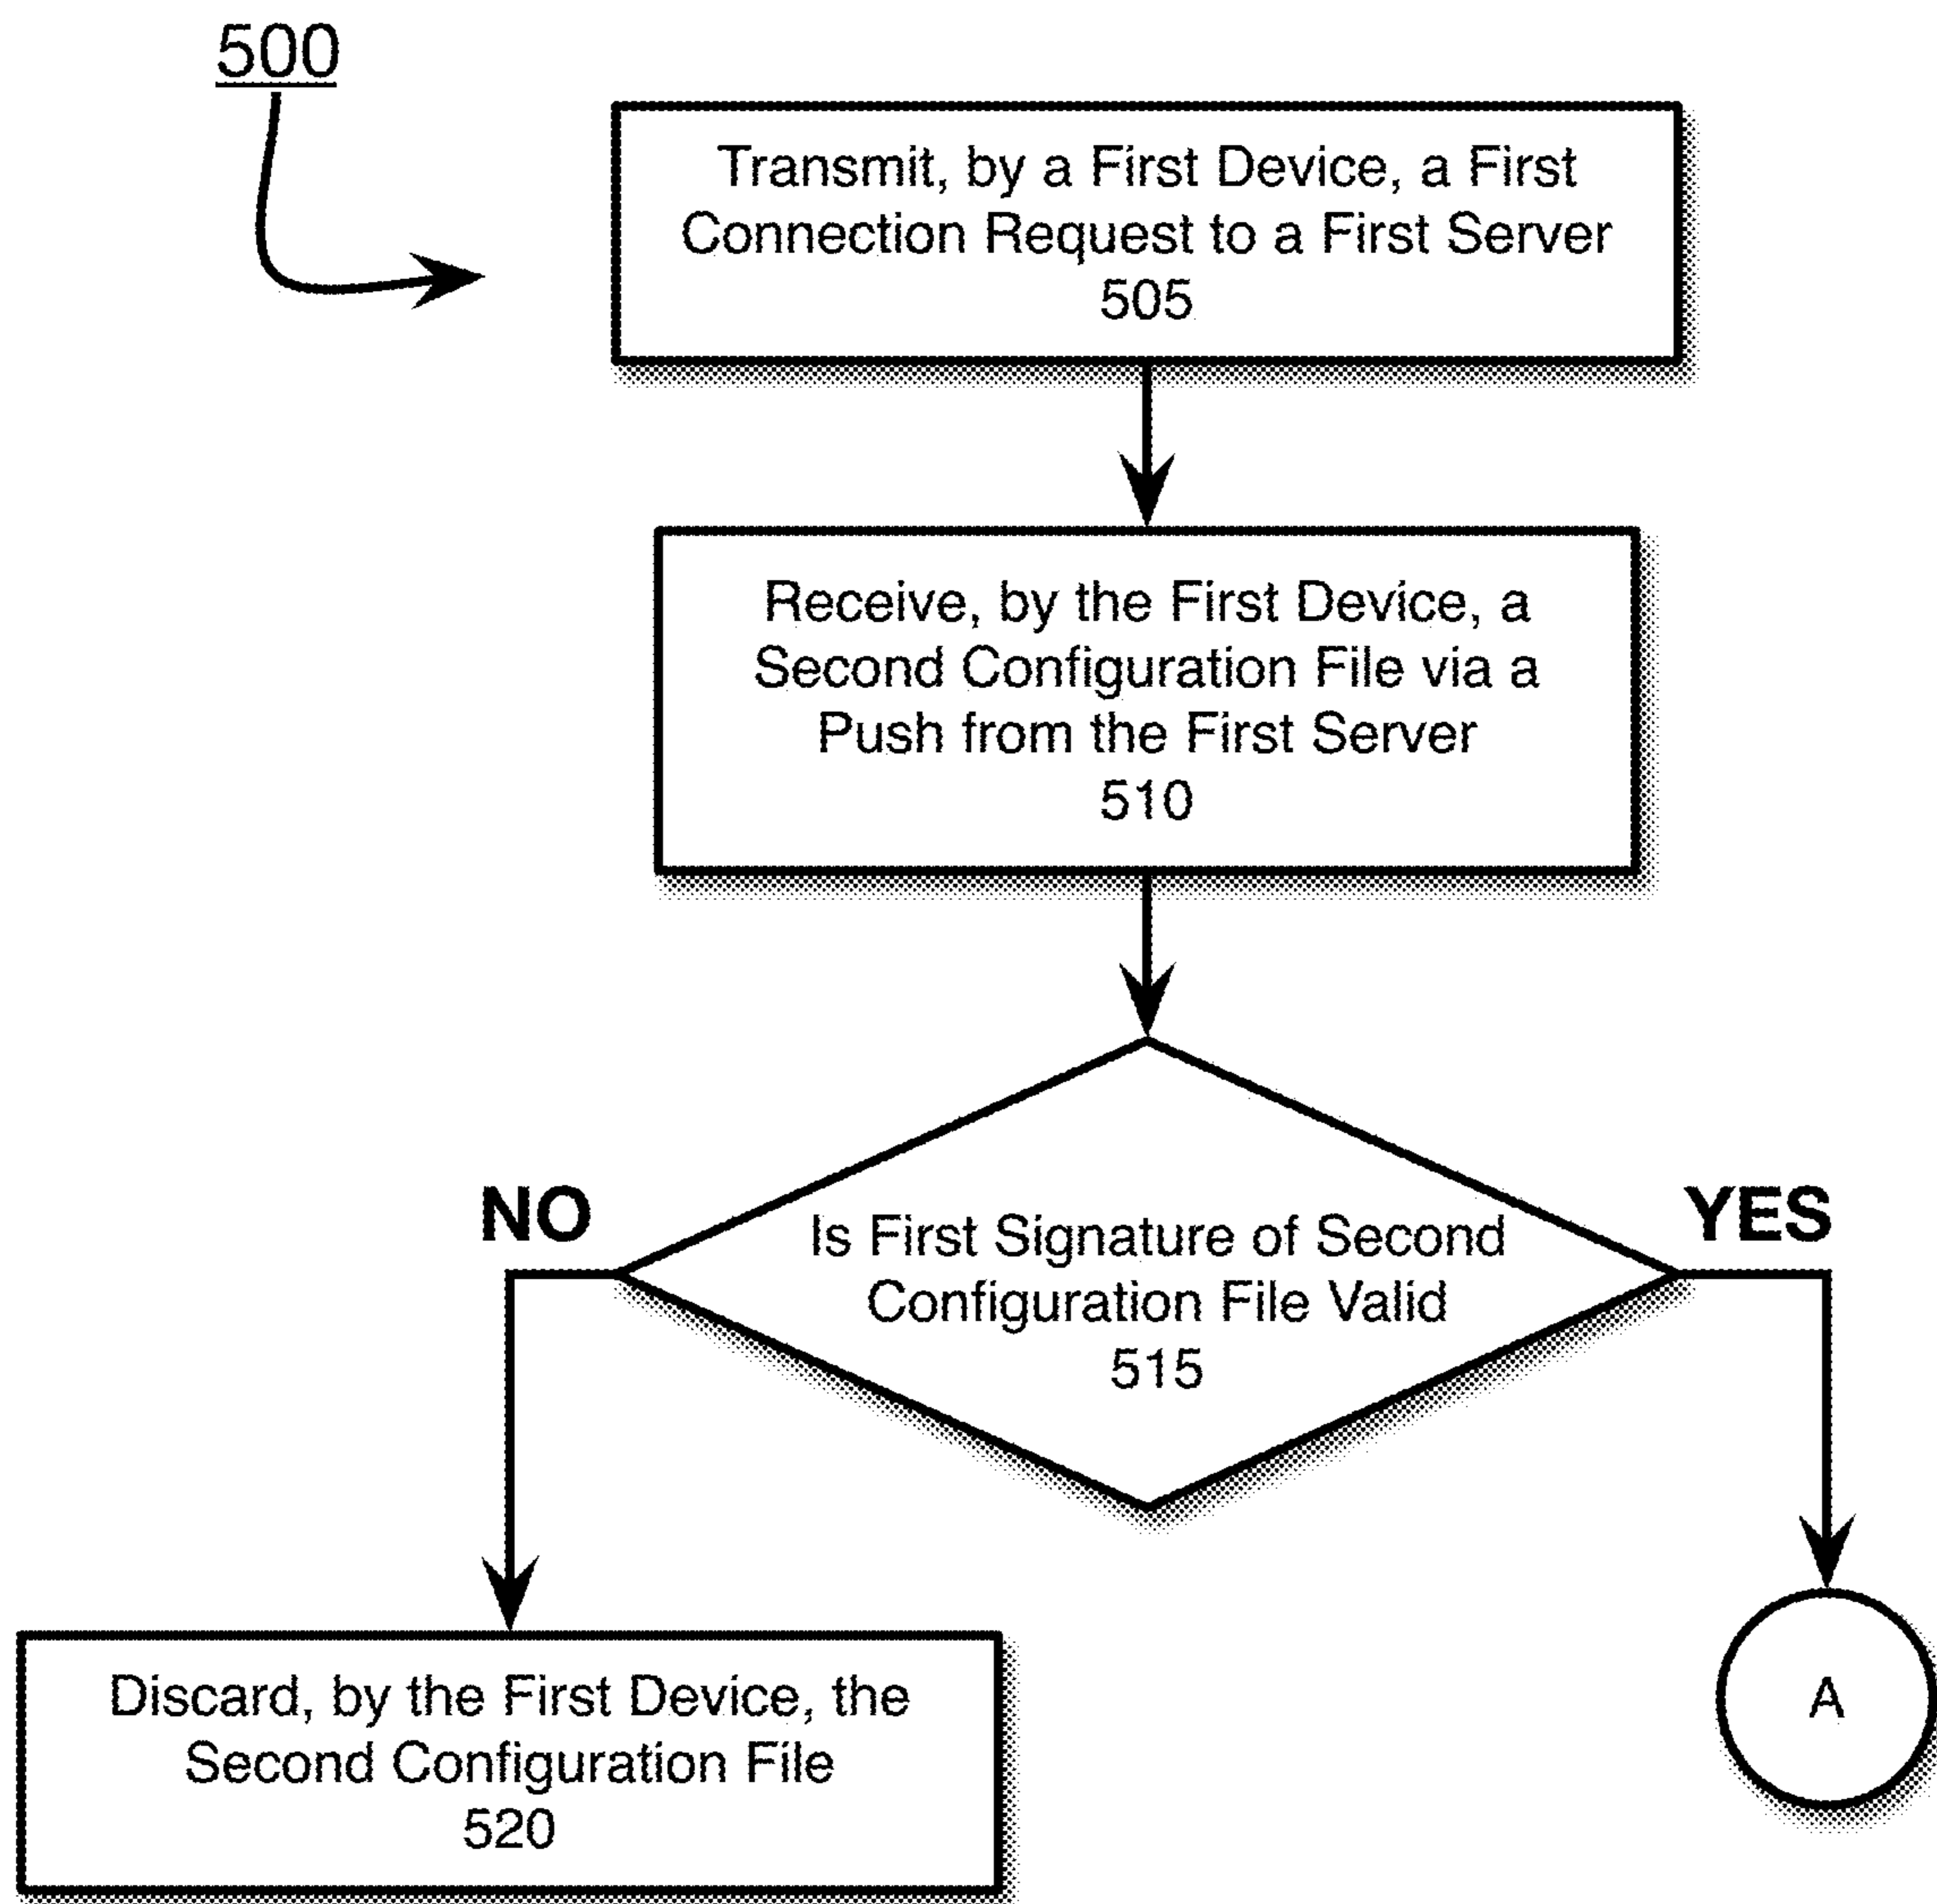 500
Transmit, by a First Device, a First
Connection Request to a First Server
505
Receive, by the First Device, a
Second Configuration File via a
Push from the First Server
510
NO
YES
Is First Signature of Second
Configuration File Valid
515
Discard, by the First Device, the
Second Configuration File
520
A